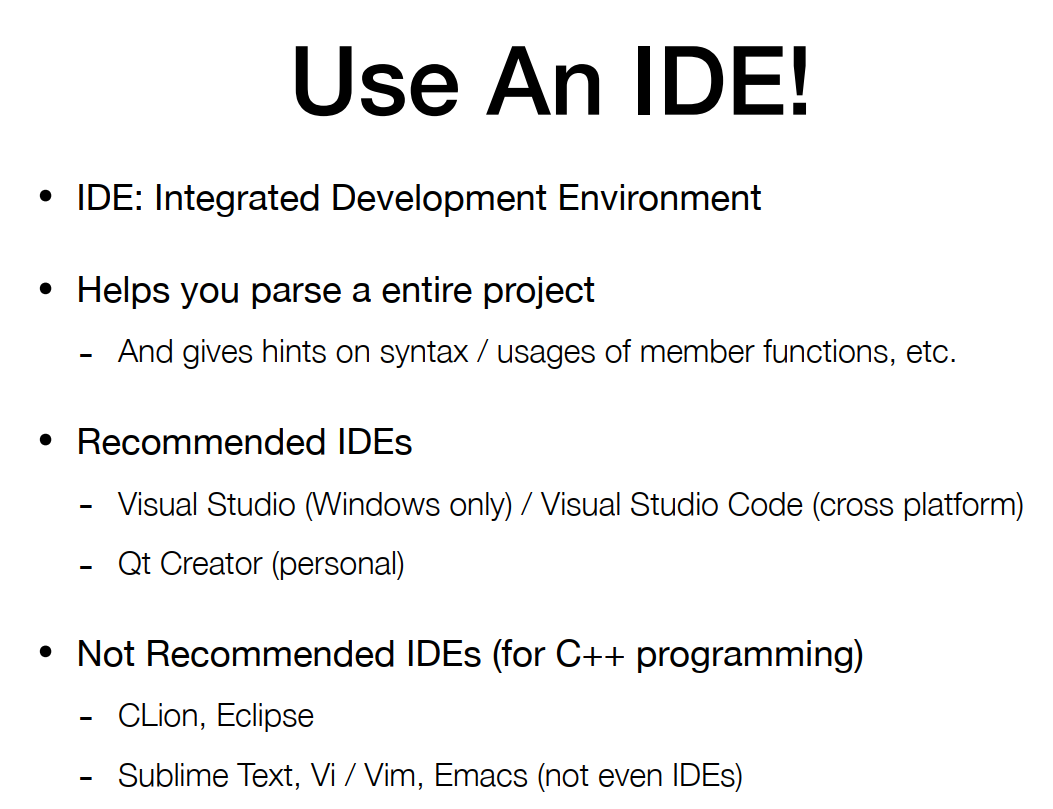 Use An IDE!
• IDE: Integrated Development Environment
• Helps you parse a entire project
- And gives hints on syntax / usages of member functions, etc.
• Recommended IDEs
- Visual Studio (Windows only) / Visual Studio Code (cross platform)
- Qt Creator (personal)
• Not Recommended IDEs (for C++ programming)
- CLion, Eclipse
- Sublime Text, Vi / Vim, Emacs (not even IDEs)